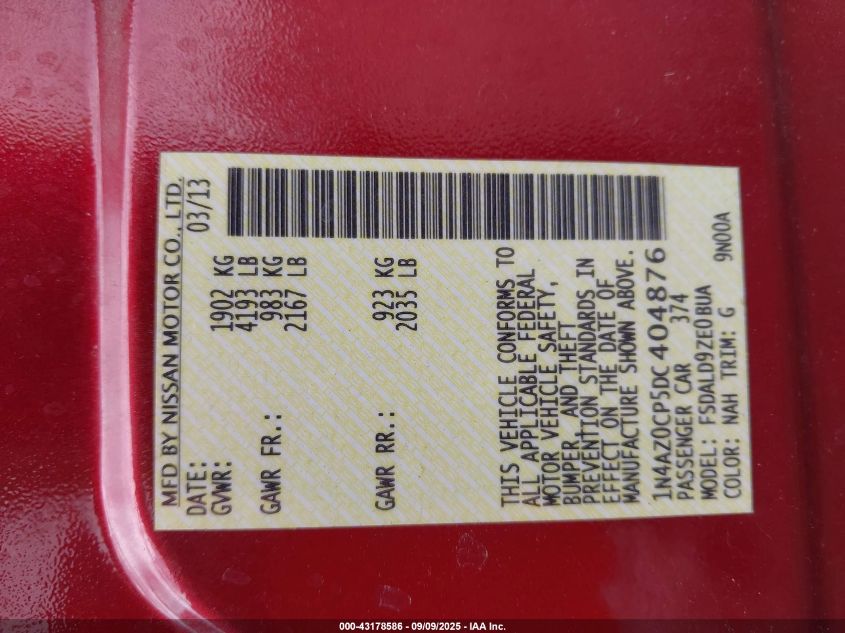 MFD BY NISSAN MOTOR CO., LTD.
DATE: 03/13
GVWR: 1902 KG
4193 LB
GAWR FR.: 983 KG
2167 LB
GAWR RR.: 923 KG
2035 LB
THIS VEHICLE CONFORMS TO
ALL APPLICABLE FEDERAL
MOTOR VEHICLE SAFETY,
BUMPER, AND THEFT
PREVENTION STANDARDS IN
EFFECT ON THE DATE OF
MANUFACTURE SHOWN ABOVE.
1N4AZ0CP5DC404876
PASSENGER CAR 374
MODEL: FSDALD9ZE0BUA
COLOR: NAH TRIM: G 9N00A
000-43178586 - 09/09/2025 - IAA Inc.